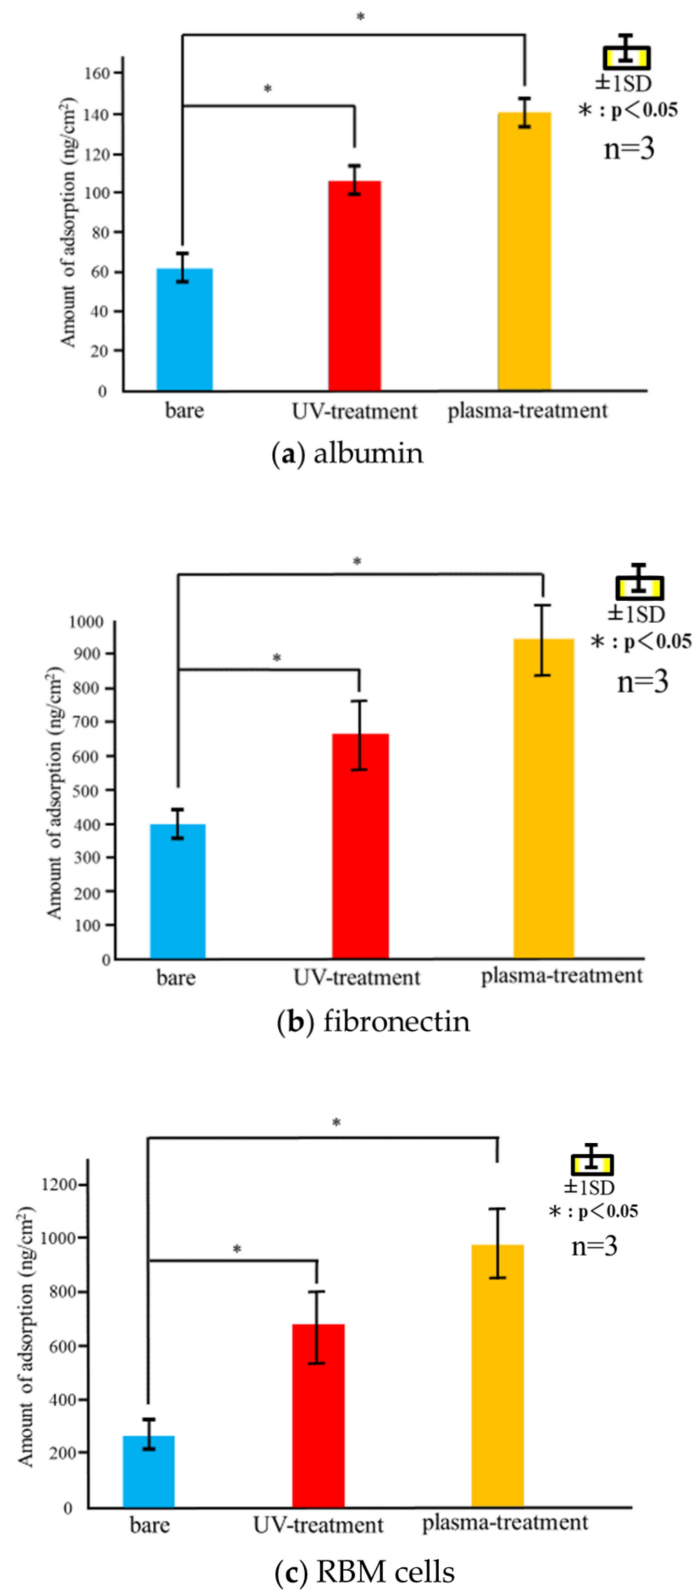 *
±1SD
*
＊: p＜0.05
n=3
Amount of adsorption (ng/cm²)
160
140
120
100
80
60
40
20
0
bare UV-treatment plasma-treatment
(a) albumin
*
±1SD
＊: p＜0.05
*
n=3
Amount of adsorption (ng/cm²)
1000
900
800
700
600
500
400
300
200
100
0
bare UV-treatment plasma-treatment
(b) fibronectin
*
±1SD
＊: p＜0.05
*
n=3
Amount of adsorption (ng/cm²)
1200
1000
800
600
400
200
0
bare UV-treatment plasma-treatment
(c) RBM cells